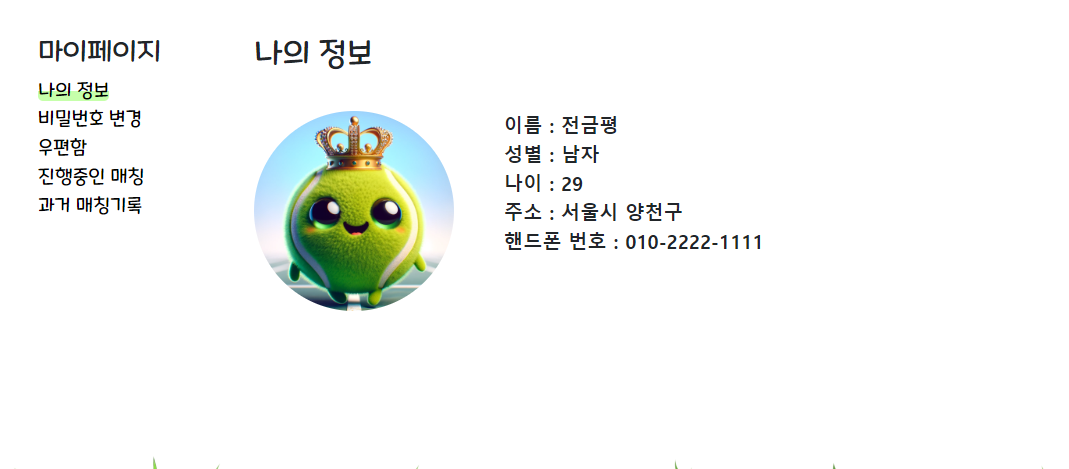 마이페이지
나의 정보
비밀번호 변경
우편함
진행중인 매칭
과거 매칭기록
나의 정보
이름 : 전금평
성별 : 남자
나이 : 29
주소 : 서울시 양천구
핸드폰 번호 : 010-2222-1111